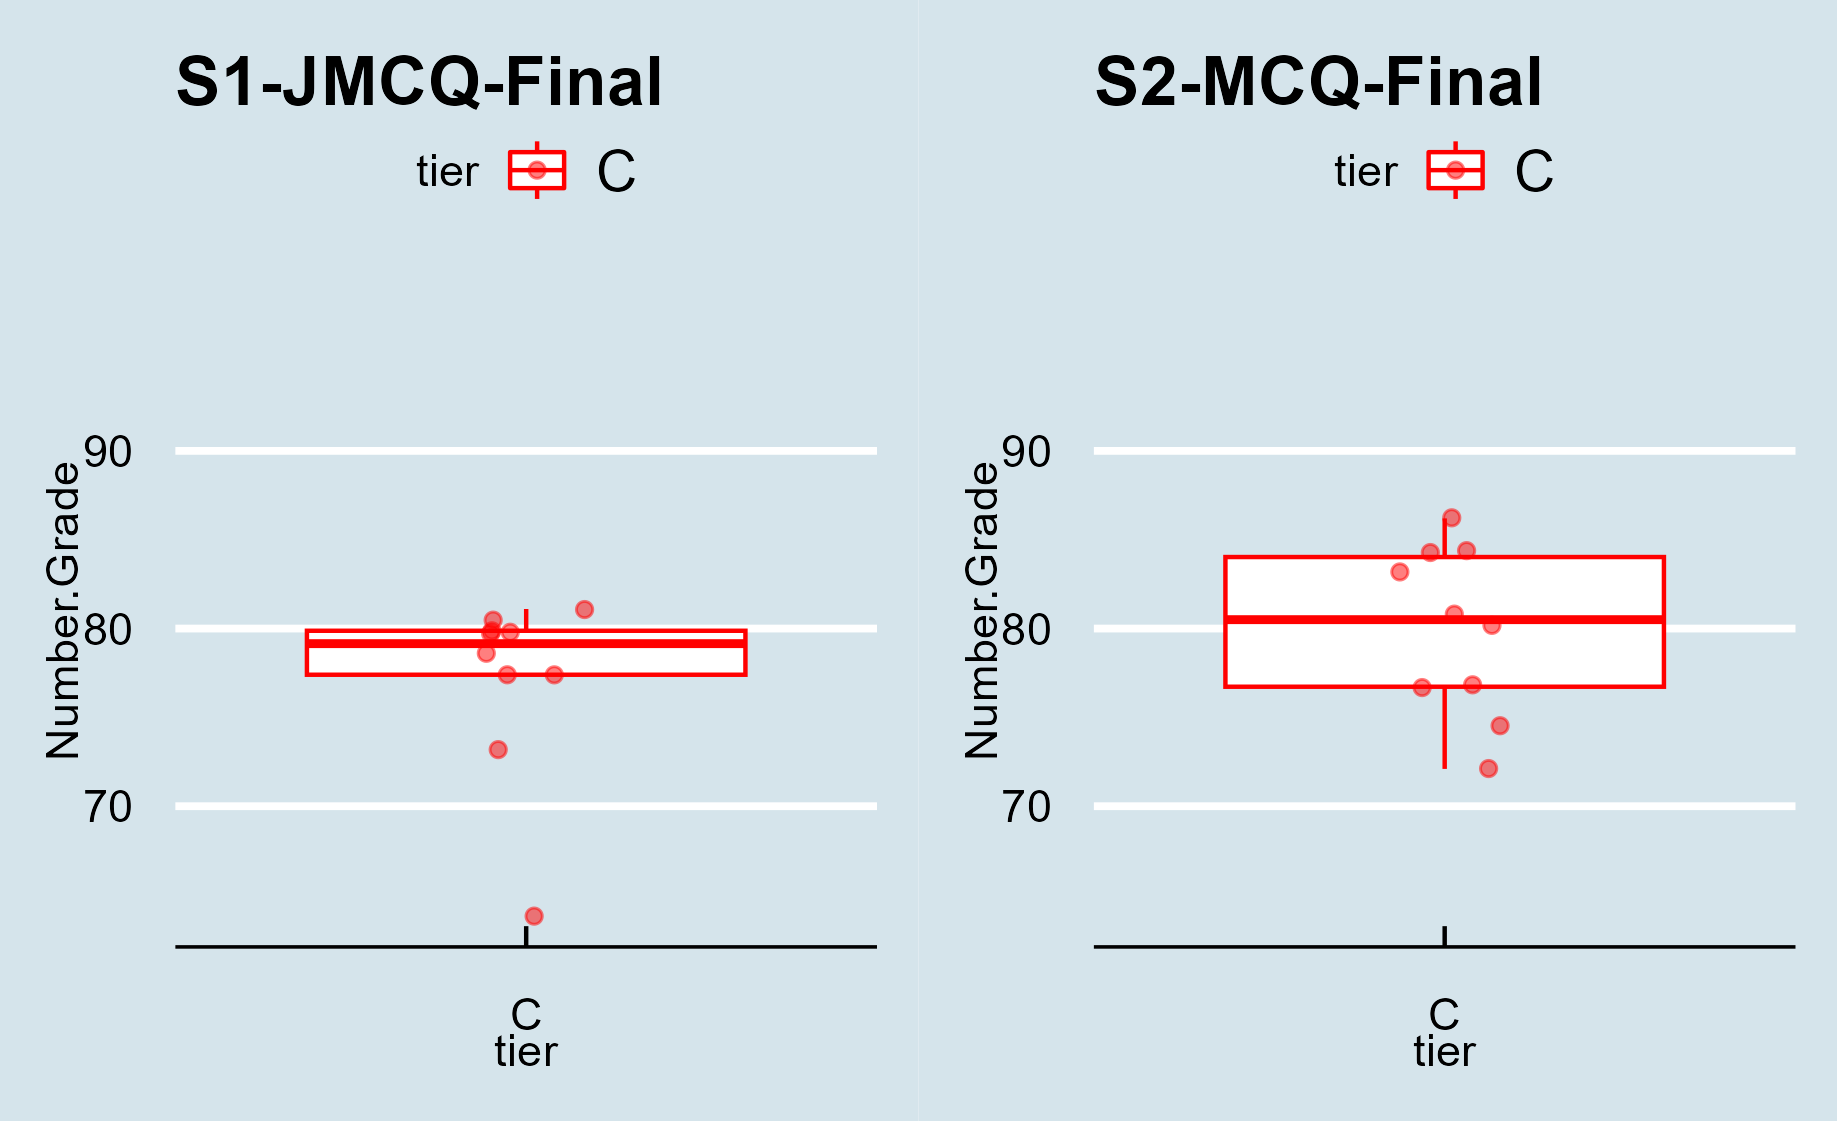 S1-JMCQ-Final
tier C
Number.Grade
90
80
70
C
tier
S2-MCQ-Final
tier C
Number.Grade
90
80
70
C
tier